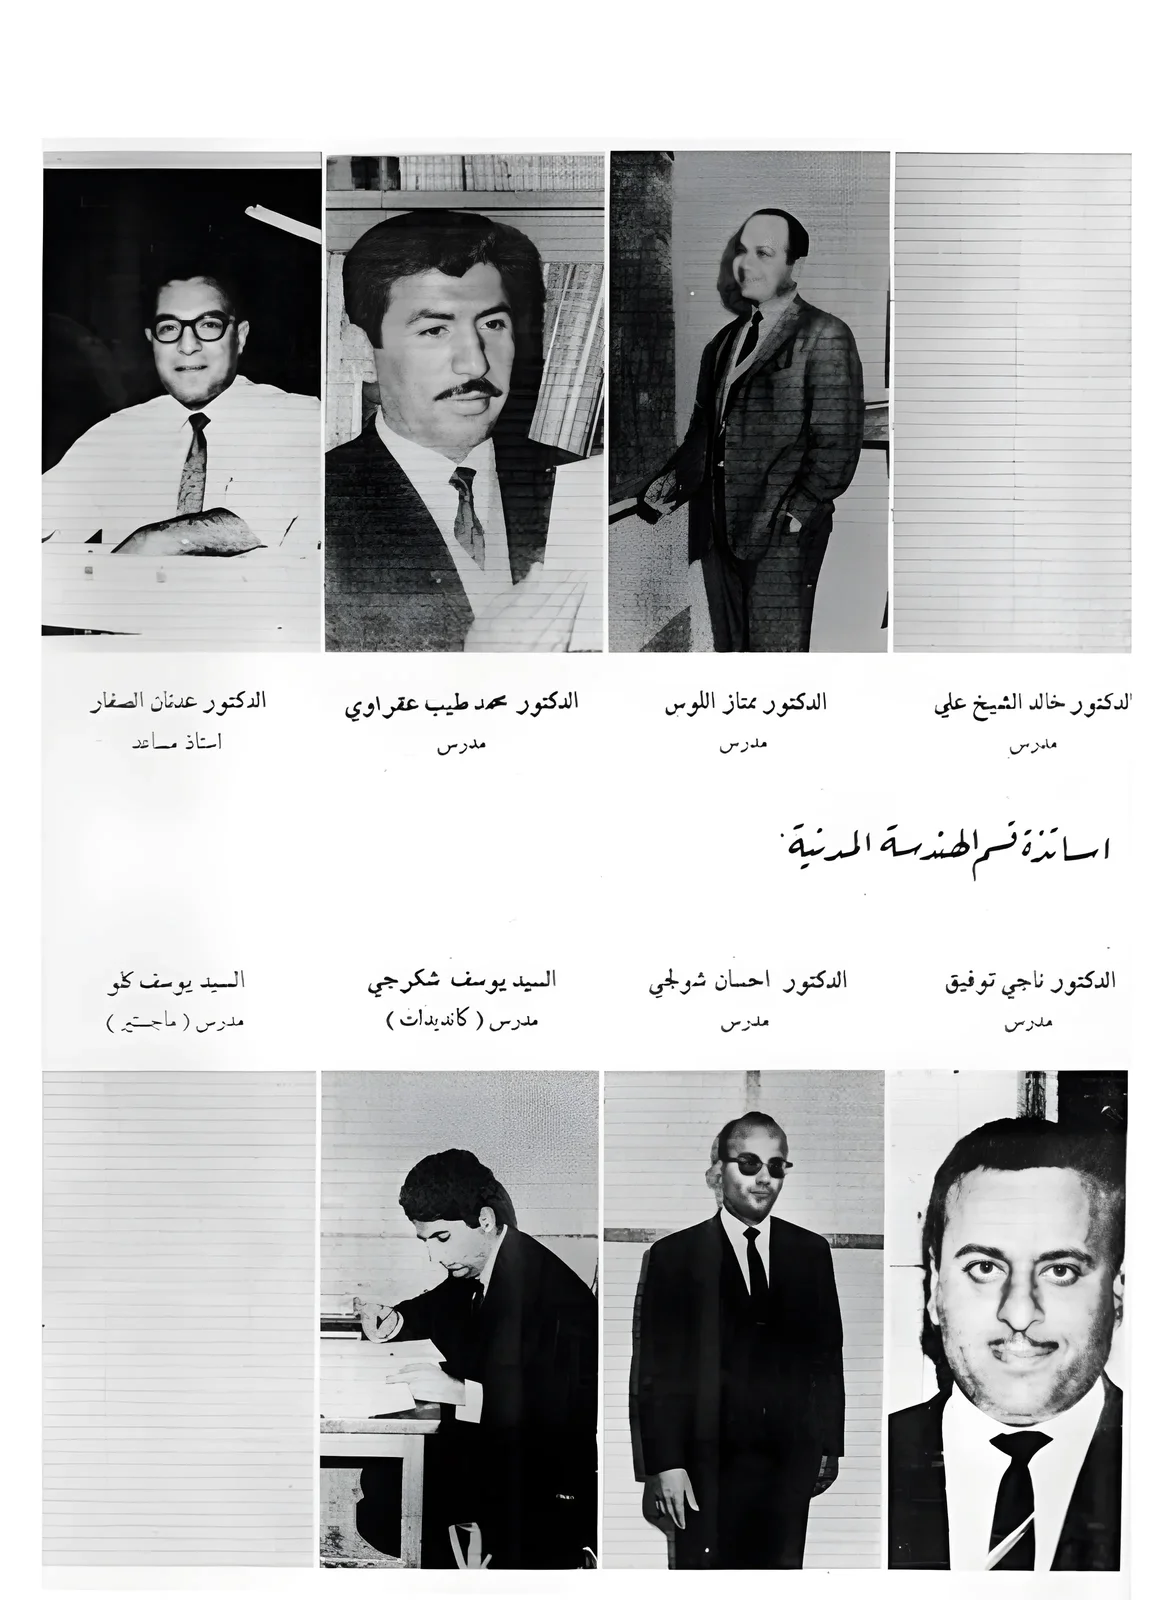 الدكتور خالد الشيخ علي
مدرس
الدكتور ممتاز اللوس
مدرس
الدكتور محمد طيب عقراوي
مدرس
الدكتور عدنان الصفار
استاذ مساعد
اساتذة قسم الهندسة المدنية
الدكتور ناجي توفيق
مدرس
الدكتور احسان شولجي
مدرس
السيد يوسف شكرجي
مدرس (كانديدات)
السيد يوسف كلو
مدرس (ماجستير)